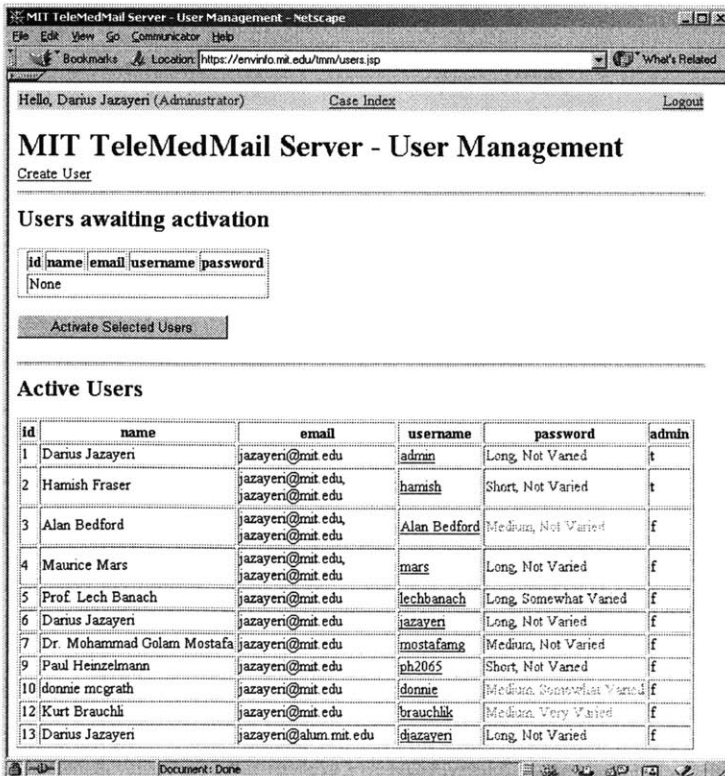 MIT TeleMedMail Server - User Management - Netscape
File Edit View Go Communicator Help
Bookmarks Location: https://envinfo.mit.edu/tmm/users.jsp What's Related
Hello, Darius Jazayeri (Administrator) Case Index Logout
MIT TeleMedMail Server - User Management
Create User
Users awaiting activation
id name email username password
None
Activate Selected Users
Active Users
id name email username password admin
1 Darius Jazayeri jazayeri@mit.edu admin Long, Not Varied t
2 Hamish Fraser jazayeri@mit.edu, jazayeri@mit.edu hamish Short, Not Varied t
3 Alan Bedford jazayeri@mit.edu, jazayeri@mit.edu Alan Bedford Medium, Not Varied f
4 Maurice Mars jazayeri@mit.edu, jazayeri@mit.edu mars Long, Not Varied f
5 Prof. Lech Banach jazayeri@mit.edu lechbanach Long, Somewhat Varied f
6 Darius Jazayeri jazayeri@mit.edu jazayeri Long, Not Varied f
7 Dr. Mohammad Golam Mostafa jazayeri@mit.edu mostafamg Medium, Not Varied f
9 Paul Heinzelmann jazayeri@mit.edu ph2065 Short, Not Varied f
10 donnie mcgrath jazayeri@mit.edu donnie Medium, Somewhat Varied f
12 Kurt Brauchli jazayeri@mit.edu brauchlik Medium, Very Varied f
13 Darius Jazayeri jazayeri@alum.mit.edu djazayeri Long, Not Varied f
Document: Done